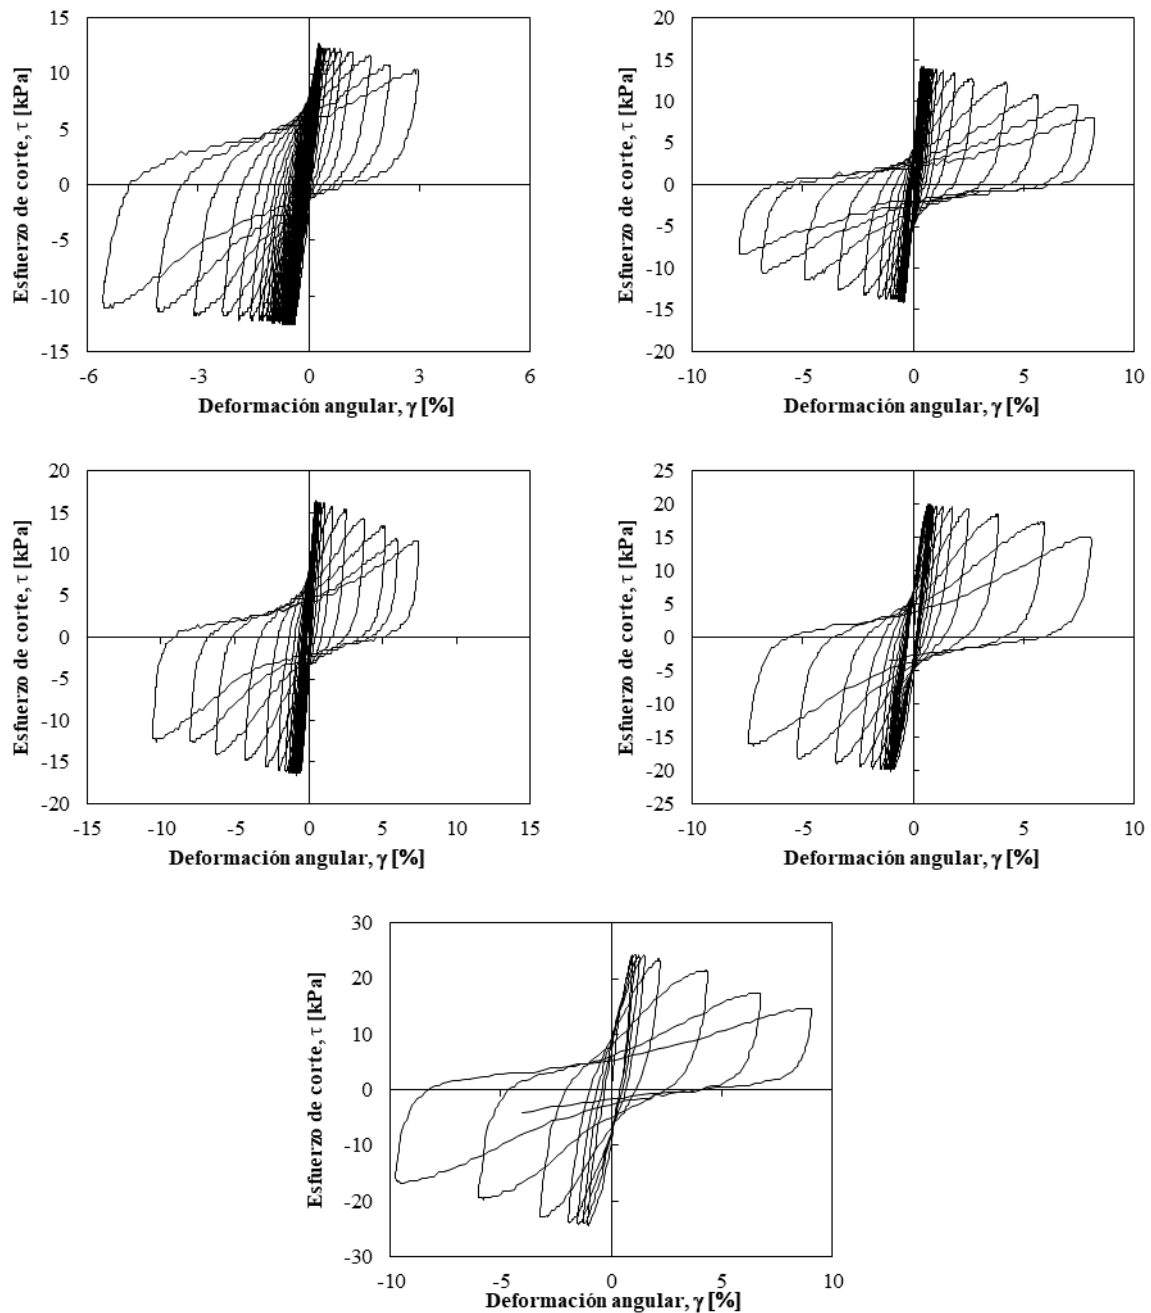 15
10
5
0
-5
-10
-15
-6 -3 0 3 6
Esfuerzo de corte, τ [kPa]
Deformación angular, γ [%]
20
15
10
5
0
-5
-10
-15
-20
-10 -5 0 5 10
Esfuerzo de corte, τ [kPa]
Deformación angular, γ [%]
20
15
10
5
0
-5
-10
-15
-20
-15 -10 -5 0 5 10 15
Esfuerzo de corte, τ [kPa]
Deformación angular, γ [%]
25
20
15
10
5
0
-5
-10
-15
-20
-25
-10 -5 0 5 10
Esfuerzo de corte, τ [kPa]
Deformación angular, γ [%]
30
20
10
0
-10
-20
-30
-10 -5 0 5 10
Esfuerzo de corte, τ [kPa]
Deformación angular, γ [%]